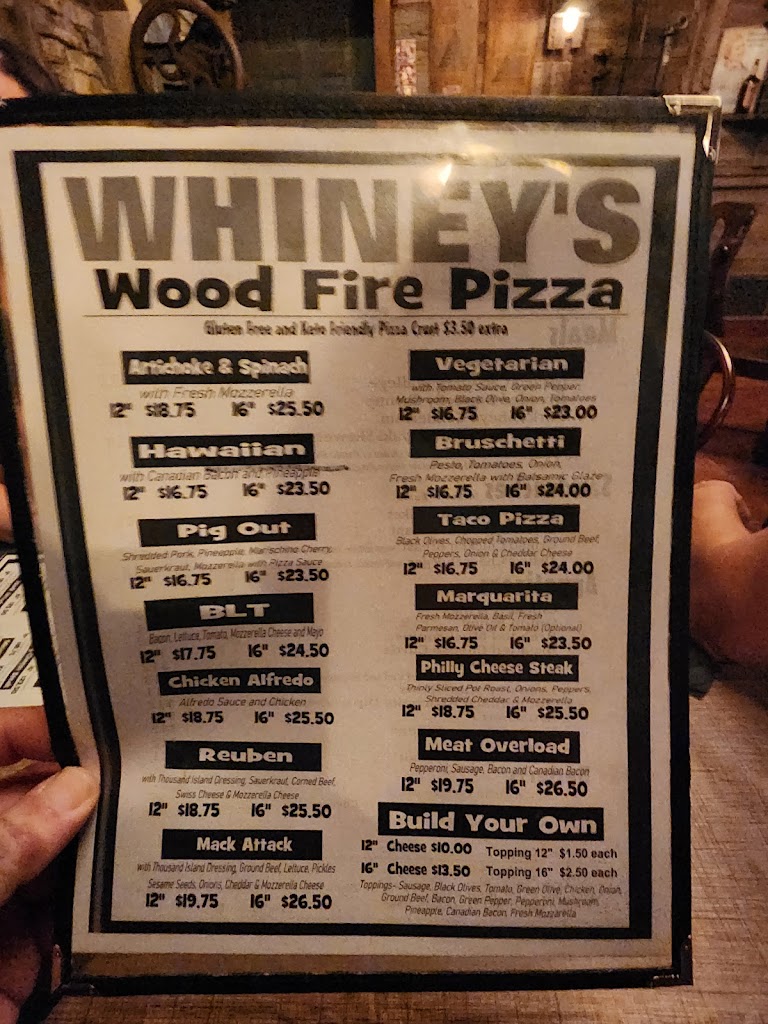 WHINEY'S
Wood Fire Pizza
Gluten Free and Keto Friendly Pizza Crust $3.50 extra
Artichoke & Spinach
with Fresh Mozzerella
12" $18.75 16" $25.50
Hawaiian
with Canadian Bacon and Pineapple
12" $16.75 16" $23.50
Pig Out
Shredded Pork, Pineapple, Marischino Cherry,
Sauerkraut, Mozzerella with Pizza Sauce
12" $16.75 16" $23.50
BLT
Bacon, Lettuce, Tomato, Mozzerella Cheese and Mayo
12" $17.75 16" $24.50
Chicken Alfredo
Alfredo Sauce and Chicken
12" $18.75 16" $25.50
Reuben
with Thousand Island Dressing, Sauerkraut, Corned Beef,
Swiss Cheese & Mozzerella Cheese
12" $18.75 16" $25.50
Mack Attack
with Thousand Island Dressing, Ground Beef, Lettuce, Pickles
Sesame Seeds, Onions, Cheddar & Mozzerella Cheese
12" $19.75 16" $26.50
Vegetarian
with Tomato Sauce, Green Pepper,
Mushroom, Black Olive, Onion, Tomatoes
12" $16.75 16" $23.00
Bruschetti
Pesto, Tomatoes, Onion,
Fresh Mozzerella with Balsamic Glaze
12" $16.75 16" $24.00
Taco Pizza
Black Olives, Chopped Tomatoes, Ground Beef,
Peppers, Onion & Cheddar Cheese
12" $16.75 16" $24.00
Marquarita
Fresh Mozzerella, Basil, Fresh
Parmesan, Olive Oil & Tomato (Optional)
12" $16.75 16" $23.50
Philly Cheese Steak
Thinly Sliced Pot Roast, Onions, Peppers,
Shredded Cheddar & Mozzerella
12" $18.75 16" $25.50
Meat Overload
Pepperoni, Sausage, Bacon and Canadian Bacon
12" $19.75 16" $26.50
Build Your Own
12" Cheese $10.00 Topping 12" $1.50 each
16" Cheese $13.50 Topping 16" $2.50 each
Toppings- Sausage, Black Olives, Tomato, Green Olive, Chicken, Onion,
Ground Beef, Bacon, Green Pepper, Pepperoni, Mushroom,
Pineapple, Canadian Bacon, Fresh Mozzarella